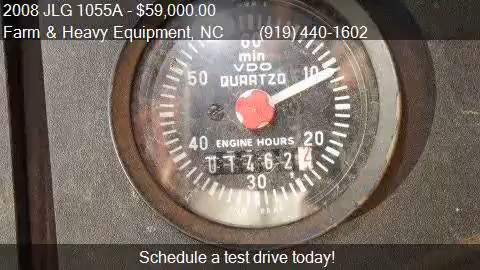 2008 JLG 1055A - $59,000.00
Farm & Heavy Equipment, NC (919) 440-1602
60
min
VDO
QUARTZO
50 10
40 ENGINE HOURS 20
017624
30
Schedule a test drive today!